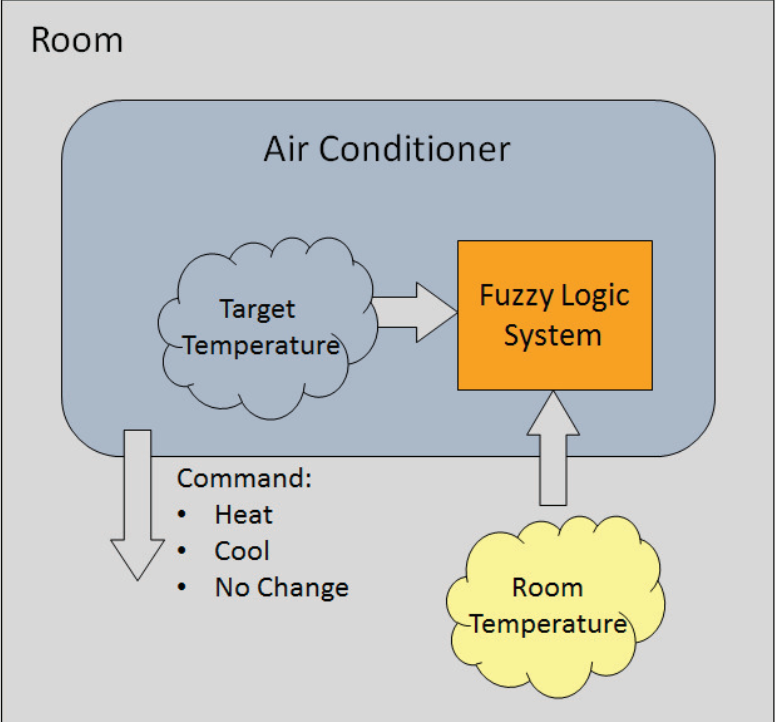 Room
Air Conditioner
Target
Temperature
Fuzzy Logic
System
Command:
• Heat
• Cool
• No Change
Room
Temperature